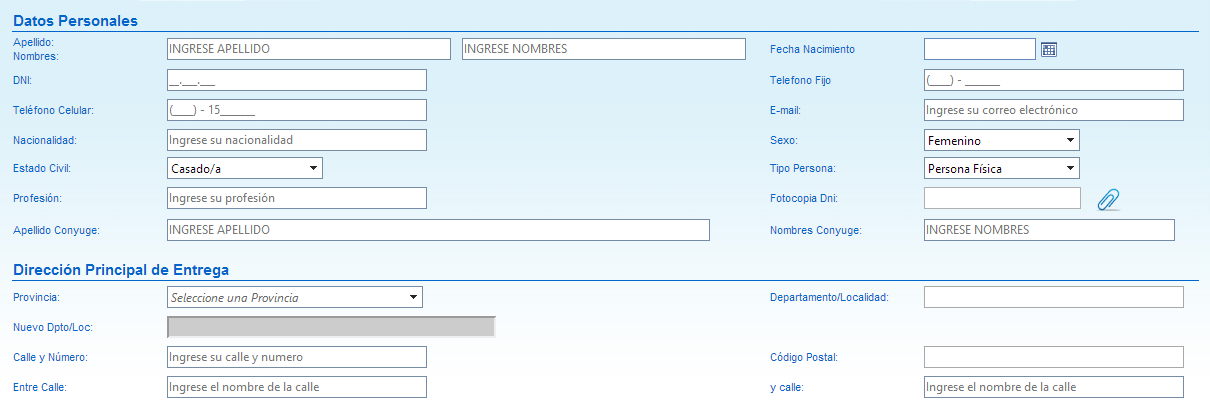 Datos Personales
Apellido: Nombres: INGRESE APELLIDO INGRESE NOMBRES Fecha Nacimiento
DNI: __.___.___ Telefono Fijo (___) - ______
Teléfono Celular: (___) - 15______ E-mail: Ingrese su correo electrónico
Nacionalidad: Ingrese su nacionalidad Sexo: Femenino
Estado Civil: Casado/a Tipo Persona: Persona Física
Profesión: Ingrese su profesión Fotocopia Dni:
Apellido Conyuge: INGRESE APELLIDO Nombres Conyuge: INGRESE NOMBRES
Dirección Principal de Entrega
Provincia: Seleccione una Provincia Departamento/Localidad:
Nuevo Dpto/Loc:
Calle y Número: Ingrese su calle y numero Código Postal:
Entre Calle: Ingrese el nombre de la calle y calle: Ingrese el nombre de la calle